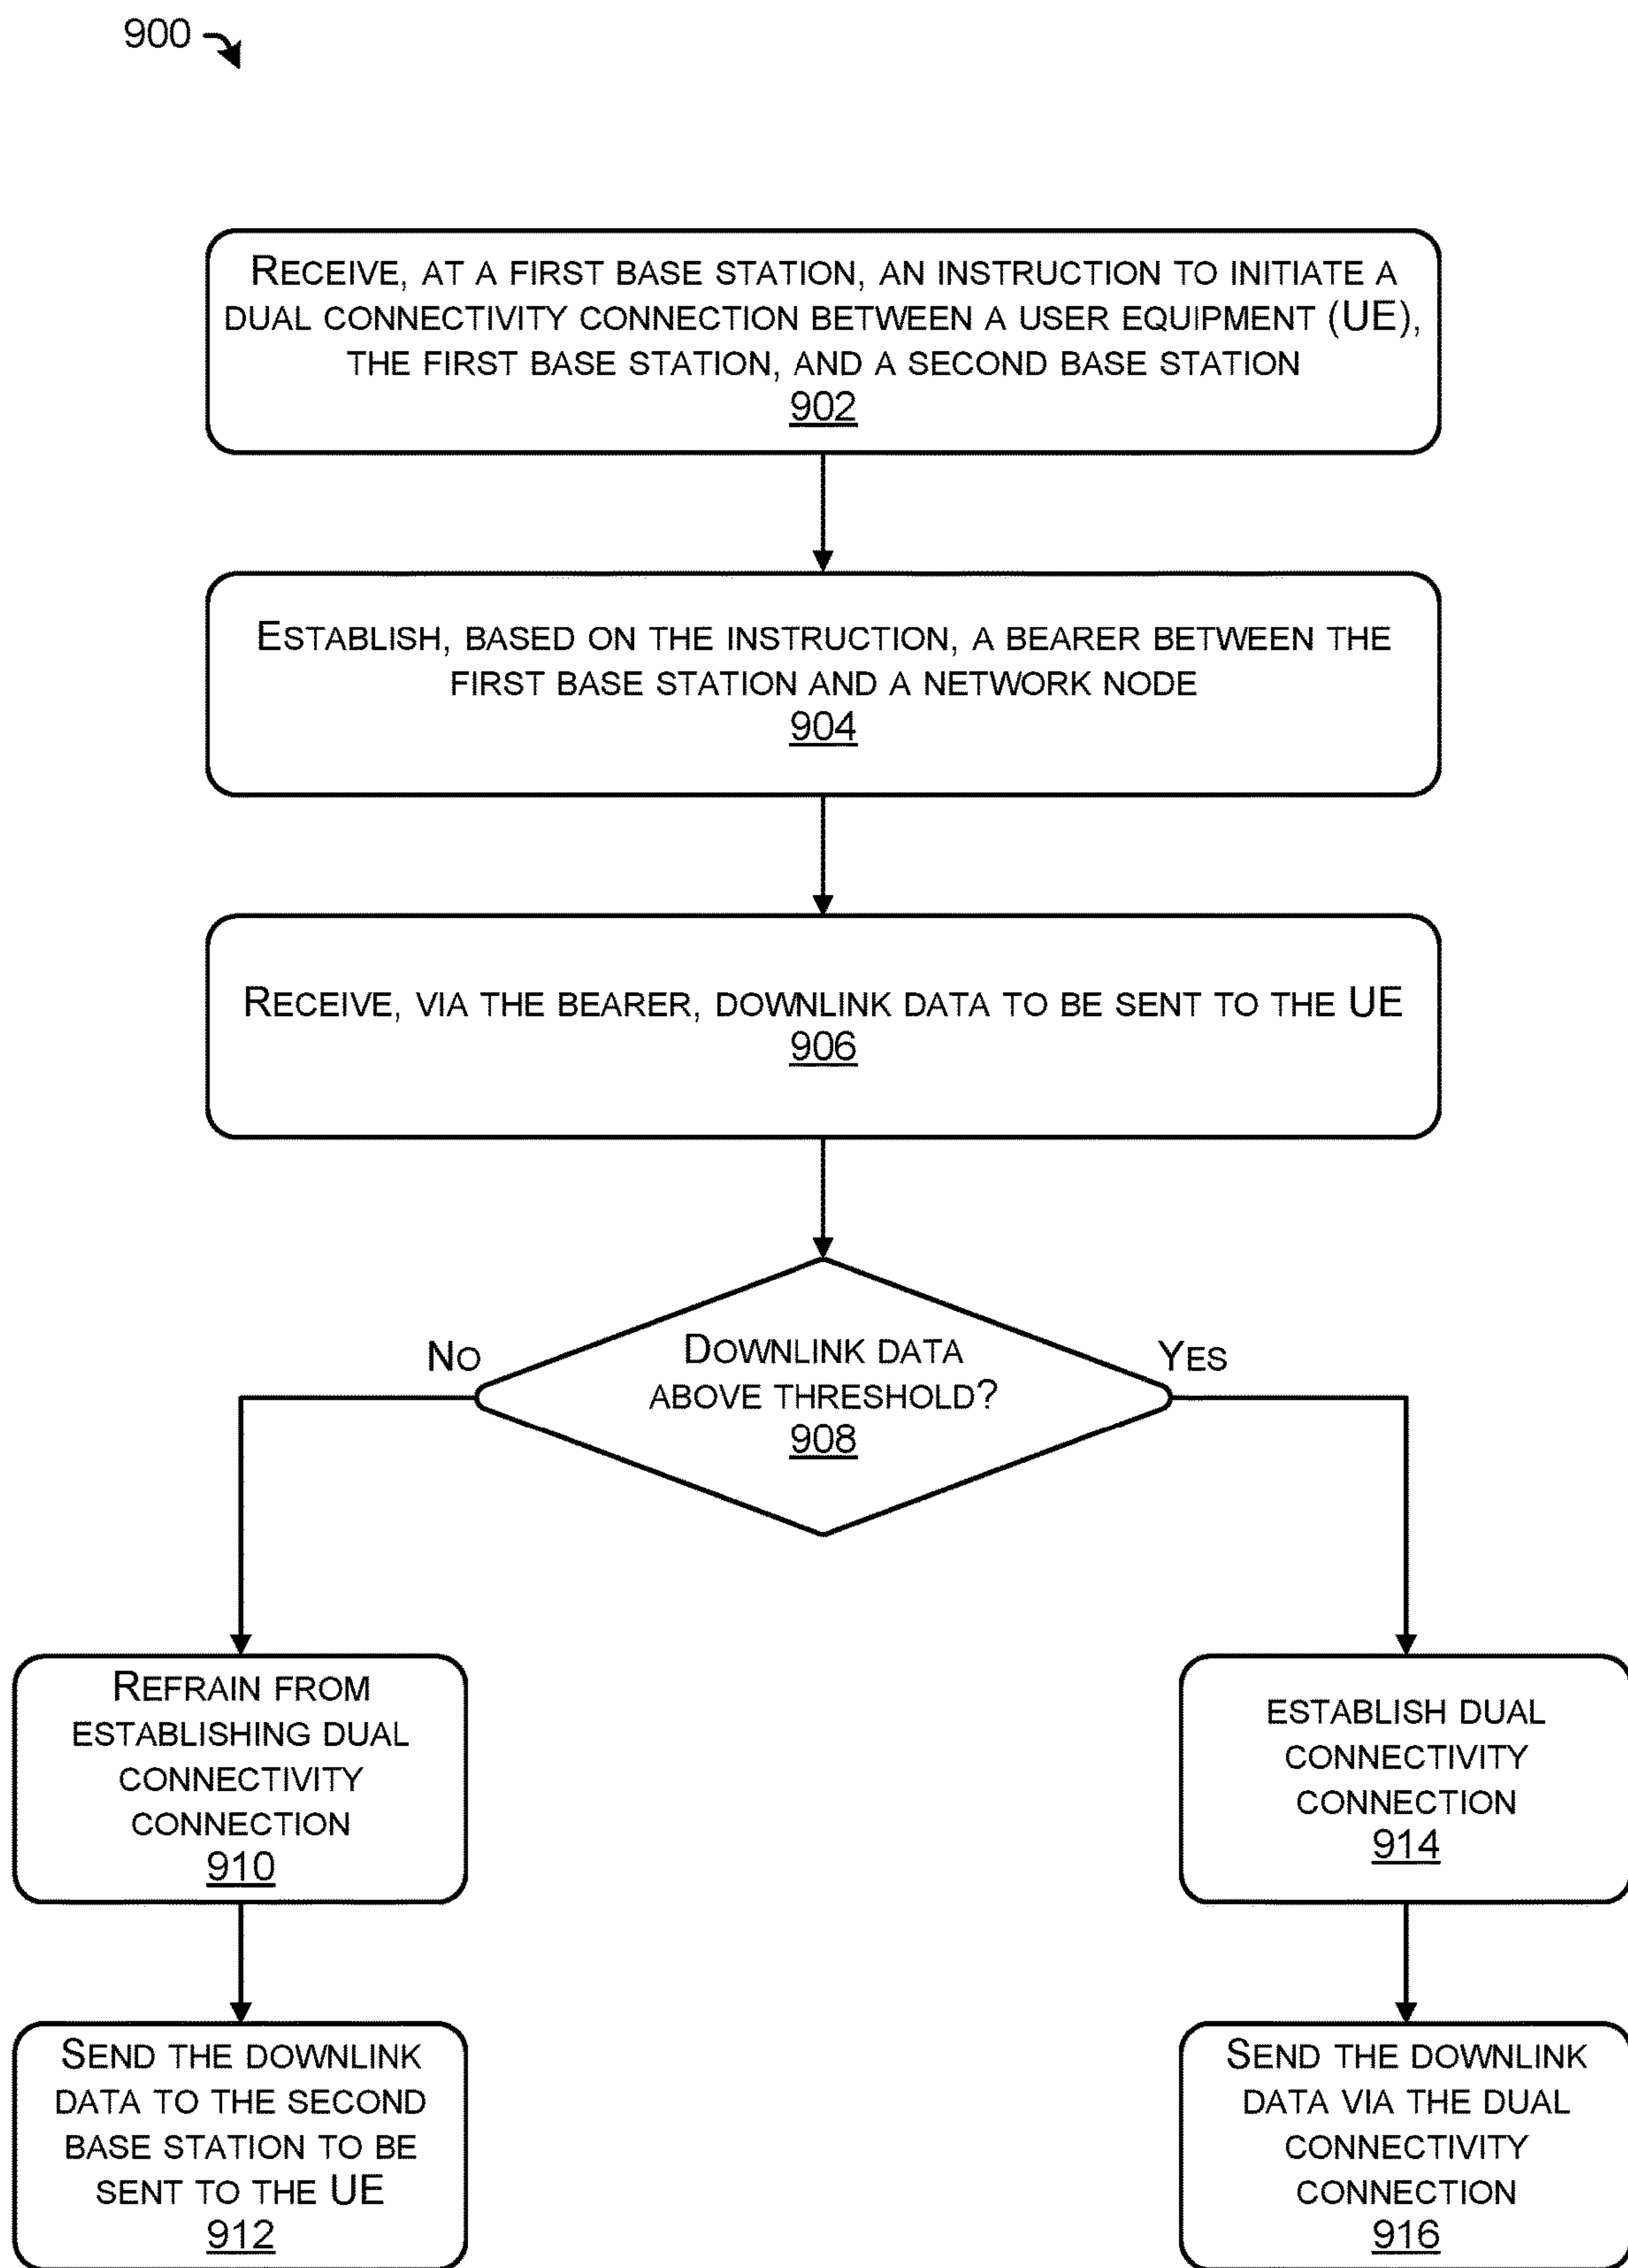 900
RECEIVE, AT A FIRST BASE STATION, AN INSTRUCTION TO INITIATE A
DUAL CONNECTIVITY CONNECTION BETWEEN A USER EQUIPMENT (UE),
THE FIRST BASE STATION, AND A SECOND BASE STATION
902
ESTABLISH, BASED ON THE INSTRUCTION, A BEARER BETWEEN THE
FIRST BASE STATION AND A NETWORK NODE
904
RECEIVE, VIA THE BEARER, DOWNLINK DATA TO BE SENT TO THE UE
906
DOWNLINK DATA
ABOVE THRESHOLD?
908
NO
YES
REFRAIN FROM
ESTABLISHING DUAL
CONNECTIVITY
CONNECTION
910
SEND THE DOWNLINK
DATA TO THE SECOND
BASE STATION TO BE
SENT TO THE UE
912
ESTABLISH DUAL
CONNECTIVITY
CONNECTION
914
SEND THE DOWNLINK
DATA VIA THE DUAL
CONNECTIVITY
CONNECTION
916